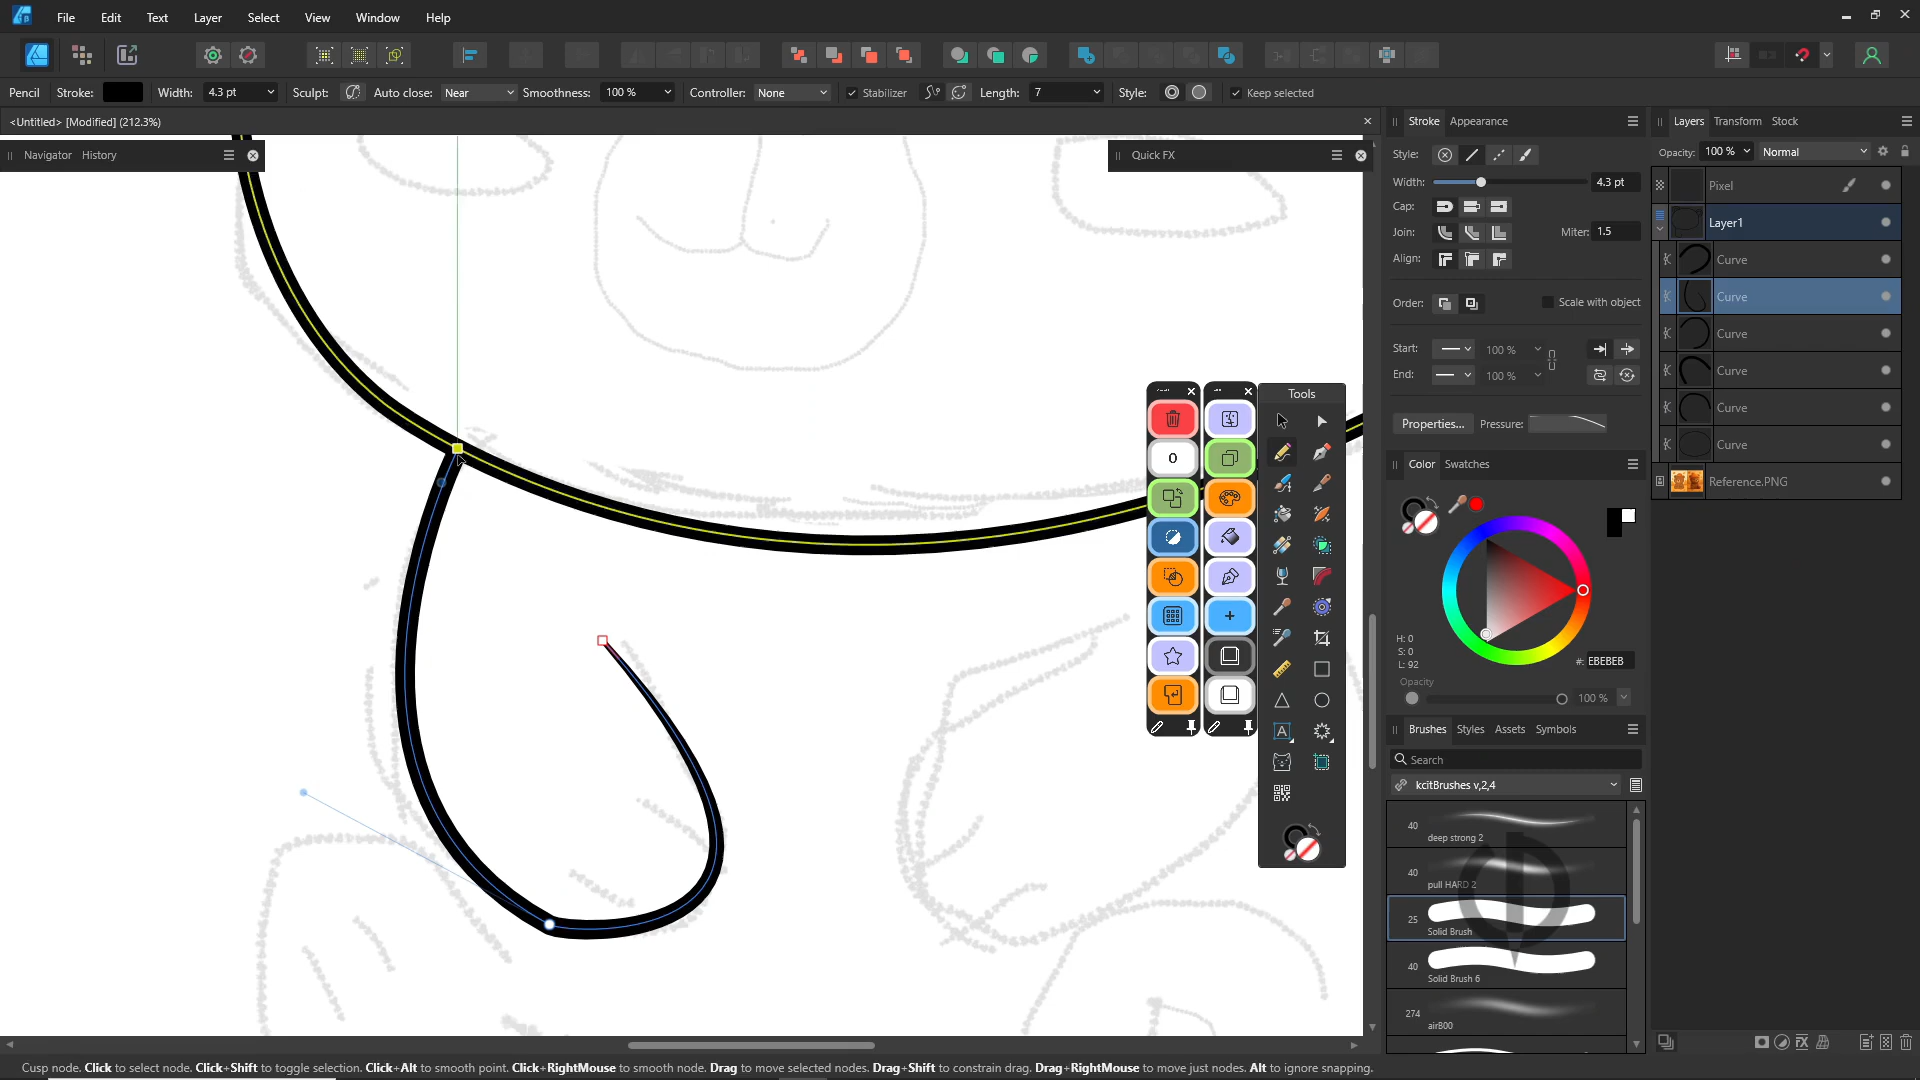 File Edit Text Layer Select View Window Help
Pencil Stroke: Width: 4.3 pt Sculpt: Auto close: Near Smoothness: 100 % Controller: None Stabilizer Length: 7 Style: Keep selected
<Untitled> [Modified] (212.3%)
Navigator History
Quick FX
Tools
0
Stroke Appearance
Style:
Width: 4.3 pt
Cap:
Join: Miter: 1.5
Align:
Order: Scale with object
Start: 100 %
End: 100 %
Properties... Pressure:
Color Swatches
H: 0
S: 0
L: 92
#: EBEBEB
Opacity
100 %
Brushes Styles Assets Symbols
Search
kcitBrushes v,2,4
40 deep strong 2
40 pull HARD 2
25 Solid Brush
40 Solid Brush 6
274 airB00
Layers Transform Stock
Opacity: 100 % Normal
Pixel
Layer1
Curve
Curve
Curve
Curve
Curve
Curve
Reference.PNG
Cusp node. Click to select node. Click+Shift to toggle selection. Click+Alt to smooth point. Click+RightMouse to smooth node. Drag to move selected nodes. Drag+Shift to constrain drag. Drag+RightMouse to move just nodes. Alt to ignore snapping.